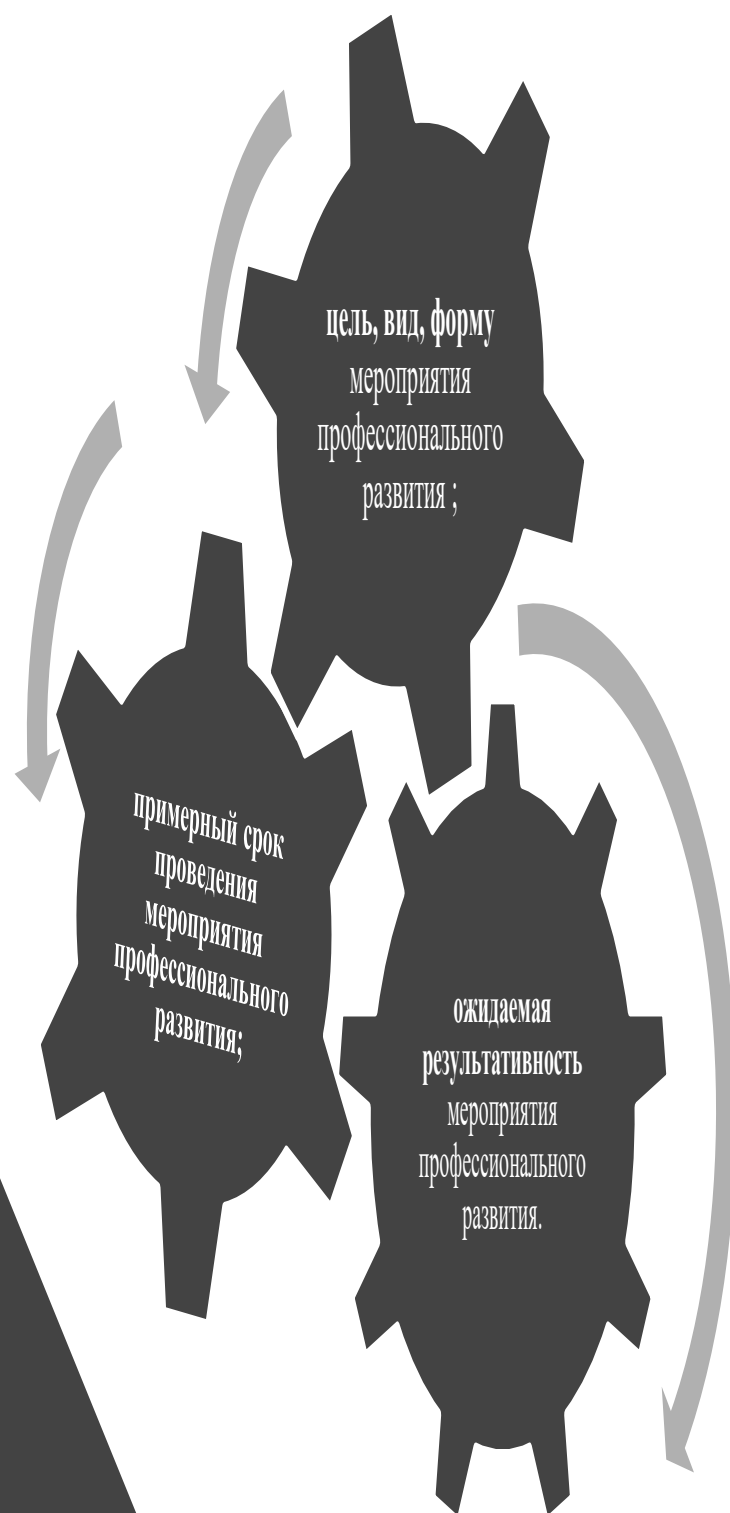 цель, вид, форму
мероприятия
профессионального
развития ;
примерный срок
проведения
мероприятия
профессионального
развития;
ожидаемая
результативность
мероприятия
профессионального
развития.